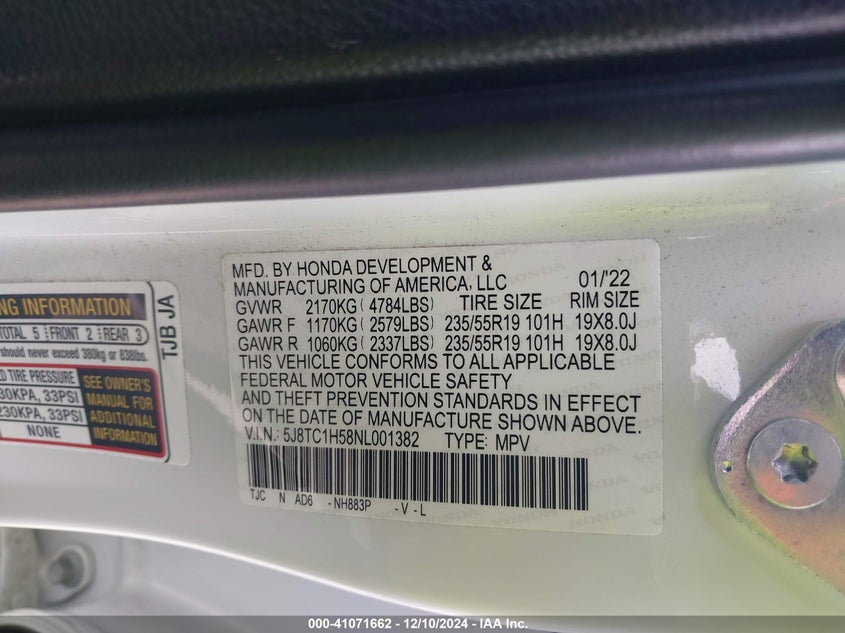 NG INFORMATION
TOTAL 5 FRONT 2 REAR 3
should never exceed 380kg or 838lbs.
TIRE PRESSURE
30KPA, 33PSI
230KPA, 33PSI
NONE
SEE OWNER'S
MANUAL FOR
ADDITIONAL
INFORMATION
TJB JA
MFD. BY HONDA DEVELOPMENT &
MANUFACTURING OF AMERICA, LLC 01/'22
GVWR 2170KG ( 4784LBS) TIRE SIZE RIM SIZE
GAWR F 1170KG ( 2579LBS) 235/55R19 101H 19X8.0J
GAWR R 1060KG ( 2337LBS) 235/55R19 101H 19X8.0J
THIS VEHICLE CONFORMS TO ALL APPLICABLE
FEDERAL MOTOR VEHICLE SAFETY
AND THEFT PREVENTION STANDARDS IN EFFECT
ON THE DATE OF MANUFACTURE SHOWN ABOVE.
V.I.N.: 5J8TC1H58NL001382 TYPE: MPV
TJC N AD6 - NH883P - V - L
000-41071662 - 12/10/2024 - IAA Inc.